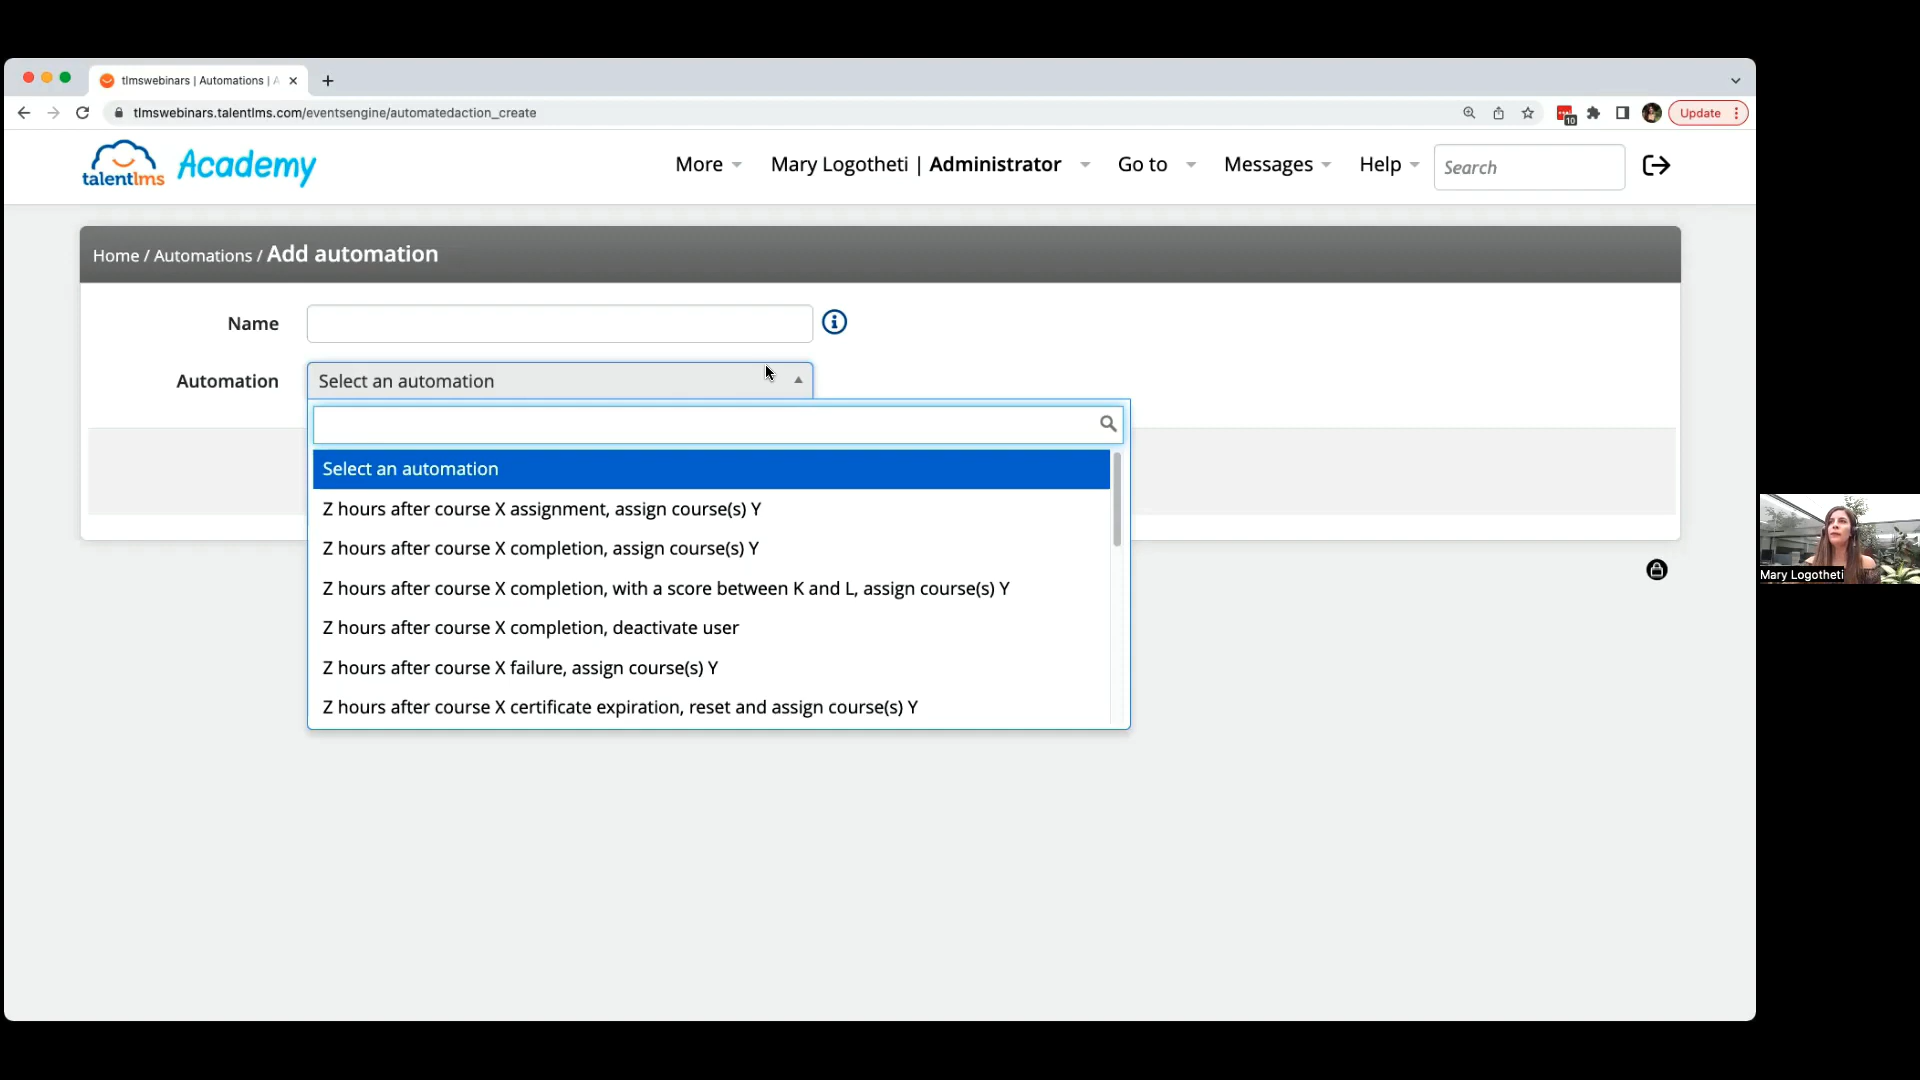 tlmswebinars | Automations | A
tlmswebinars.talentlms.com/eventsengine/automatedaction_create
10
Update
talentlms Academy
More
Mary Logotheti | Administrator
Go to
Messages
Help
Search
Home / Automations / Add automation
Name
Automation
Select an automation
Select an automation
Z hours after course X assignment, assign course(s) Y
Z hours after course X completion, assign course(s) Y
Z hours after course X completion, with a score between K and L, assign course(s) Y
Z hours after course X completion, deactivate user
Z hours after course X failure, assign course(s) Y
Z hours after course X certificate expiration, reset and assign course(s) Y
Mary Logotheti